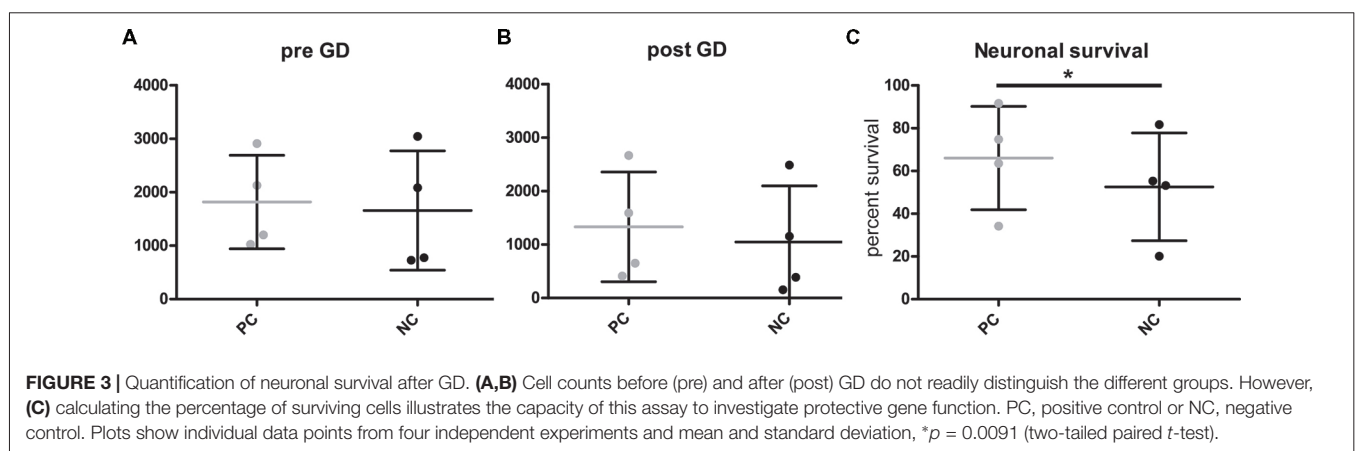 A
pre GD
4000
3000
2000
1000
0
PC
NC
B
post GD
4000
3000
2000
1000
0
PC
NC
C
Neuronal survival
*
percent survival
100
80
60
40
20
0
PC
NC
FIGURE 3 | Quantification of neuronal survival after GD. (A,B) Cell counts before (pre) and after (post) GD do not readily distinguish the different groups. However,
(C) calculating the percentage of surviving cells illustrates the capacity of this assay to investigate protective gene function. PC, positive control or NC, negative
control. Plots show individual data points from four independent experiments and mean and standard deviation, *p = 0.0091 (two-tailed paired t-test).